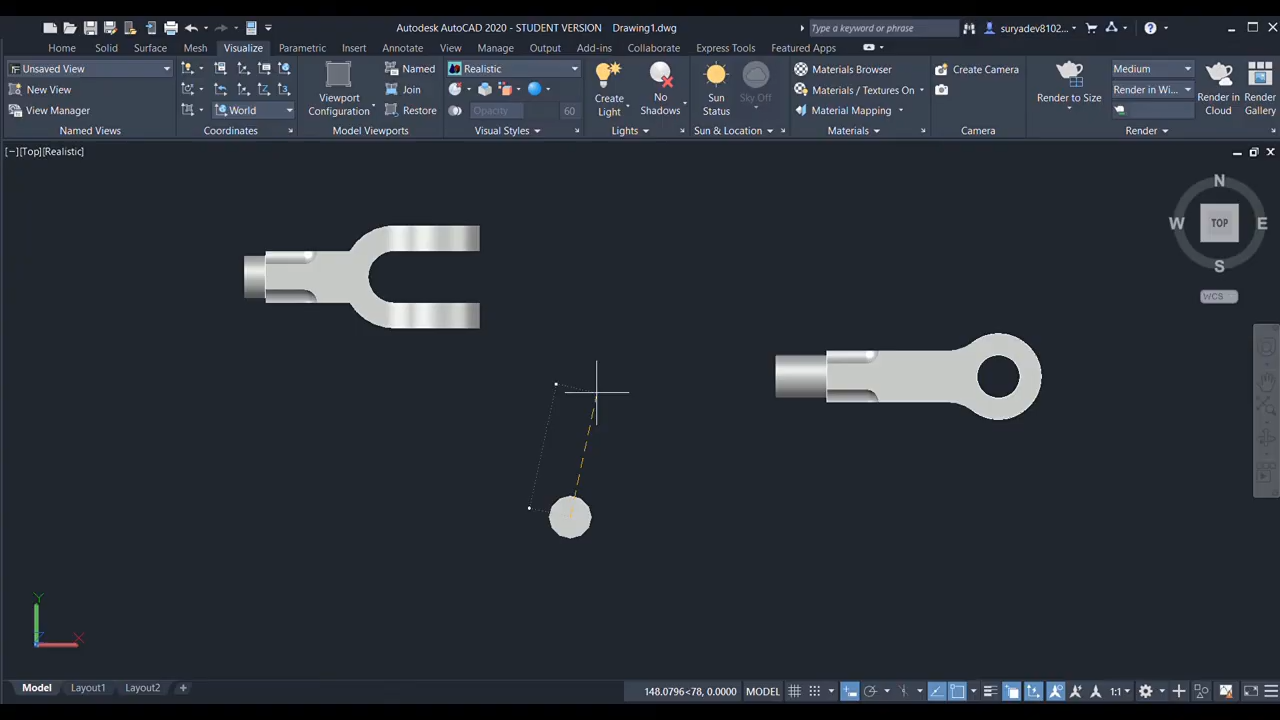 Autodesk AutoCAD 2020 - STUDENT VERSION Drawing1.dwg
Type a keyword or phrase
suryadev8102...
Home Solid Surface Mesh Visualize Parametric Insert Annotate View Manage Output Add-ins Collaborate Express Tools Featured Apps
Unsaved View
New View
View Manager
Named Views
World
Coordinates
Viewport
Configuration
Named
Join
Restore
Model Viewports
Realistic
Opacity 60
Visual Styles
Create
Light
No
Shadows
Lights
Sun
Status
Sky Off
Sun & Location
Materials Browser
Materials / Textures On
Material Mapping
Materials
Create Camera
Camera
Render to Size
Medium
Render in Wi...
Render in
Cloud
Render
Gallery
Render
[−][Top][Realistic]
N
W TOP E
S
WCS
Y
X
Z
Model Layout1 Layout2 +
148.0796<78, 0.0000 MODEL
1:1